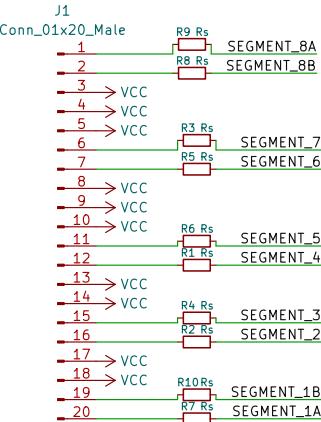 J1
Conn_01x20_Male
1 R9 Rs SEGMENT_8A
2 R8 Rs SEGMENT_8B
3 VCC
4 VCC
5 VCC
6 R3 Rs SEGMENT_7
7 R5 Rs SEGMENT_6
8 VCC
9 VCC
10 VCC
11 R6 Rs SEGMENT_5
12 R1 Rs SEGMENT_4
13 VCC
14 VCC
15 R4 Rs SEGMENT_3
16 R2 Rs SEGMENT_2
17 VCC
18 VCC
19 R10 Rs SEGMENT_1B
20 R7 Rs SEGMENT_1A